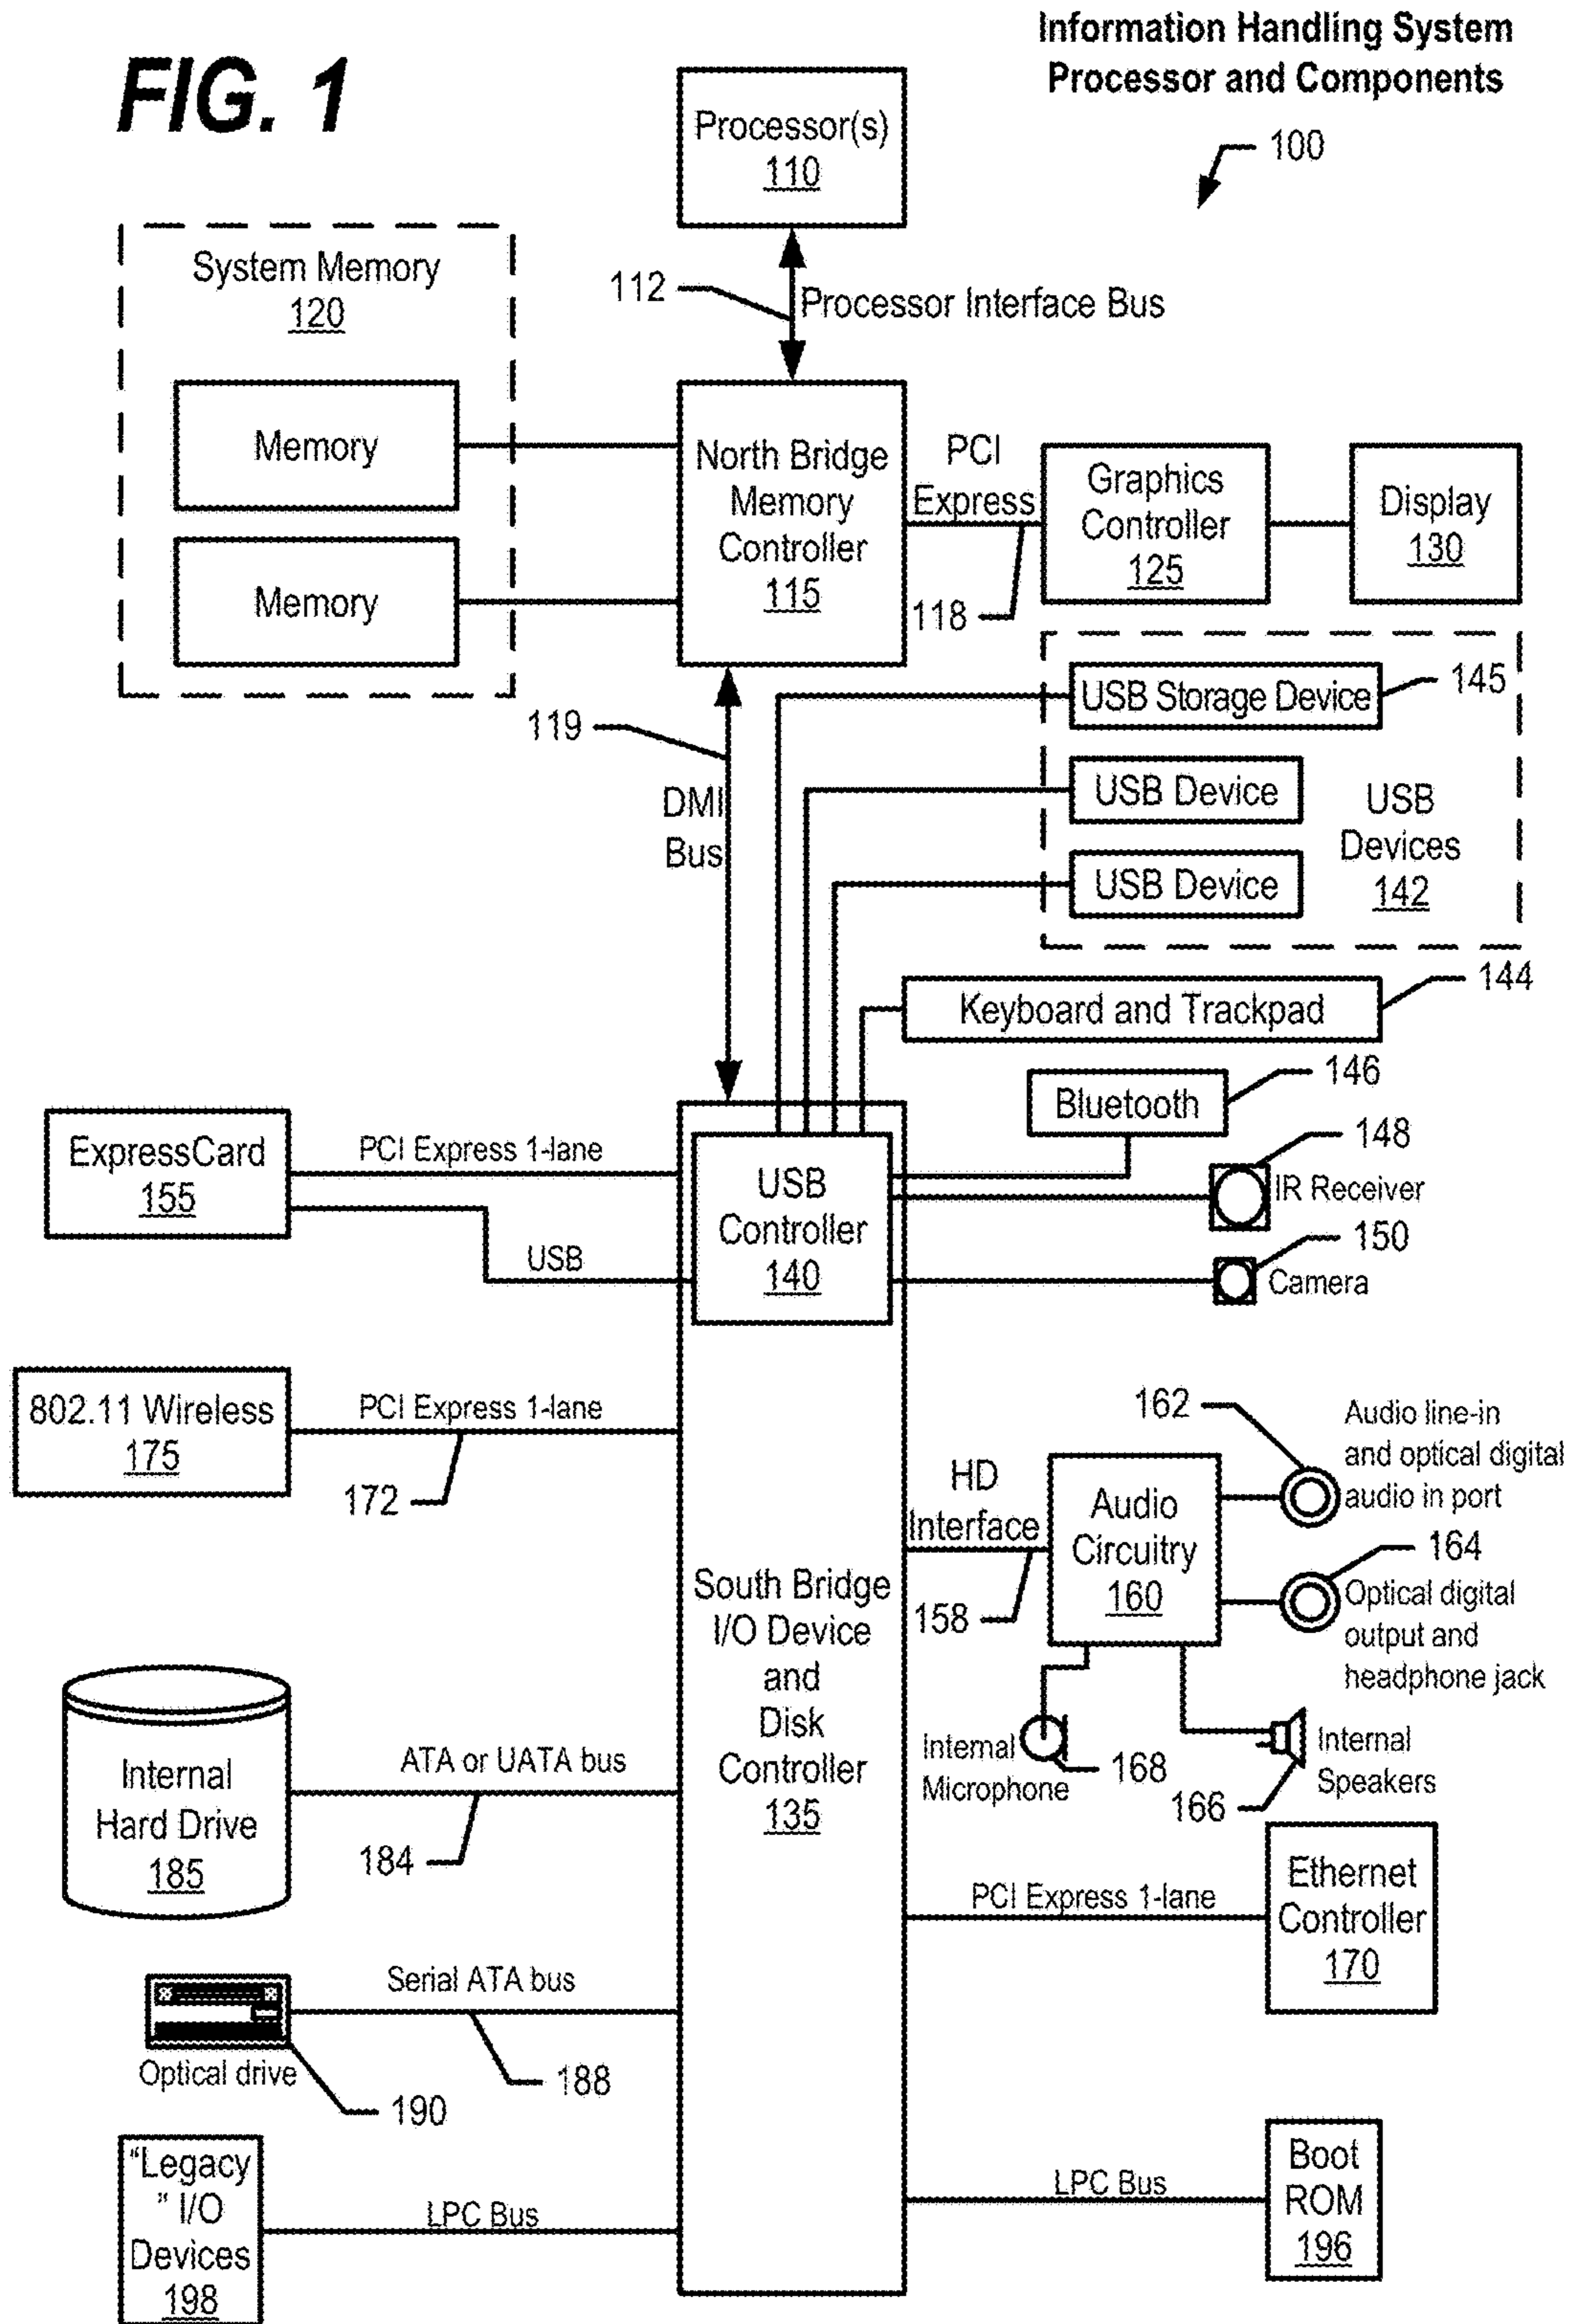 FIG. 1
Information Handling System
Processor and Components
100
Processor(s)
110
112
Processor Interface Bus
System Memory
120
Memory
Memory
North Bridge
Memory
Controller
115
PCI
Express
118
Graphics
Controller
125
Display
130
119
DMI
Bus
USB Storage Device
145
USB Device
USB Device
USB
Devices
142
Keyboard and Trackpad
144
Bluetooth
146
148
IR Receiver
150
Camera
ExpressCard
155
PCI Express 1-lane
USB
USB
Controller
140
802.11 Wireless
175
PCI Express 1-lane
172
South Bridge
I/O Device
and
Disk
Controller
135
HD
Interface
158
Audio
Circuitry
160
162
Audio line-in
and optical digital
audio in port
164
Optical digital
output and
headphone jack
Internal
Microphone
168
166
Internal
Speakers
Internal
Hard Drive
185
ATA or UATA bus
184
PCI Express 1-lane
Ethernet
Controller
170
Serial ATA bus
188
Optical drive
190
"Legacy
" I/O
Devices
198
LPC Bus
LPC Bus
Boot
ROM
196